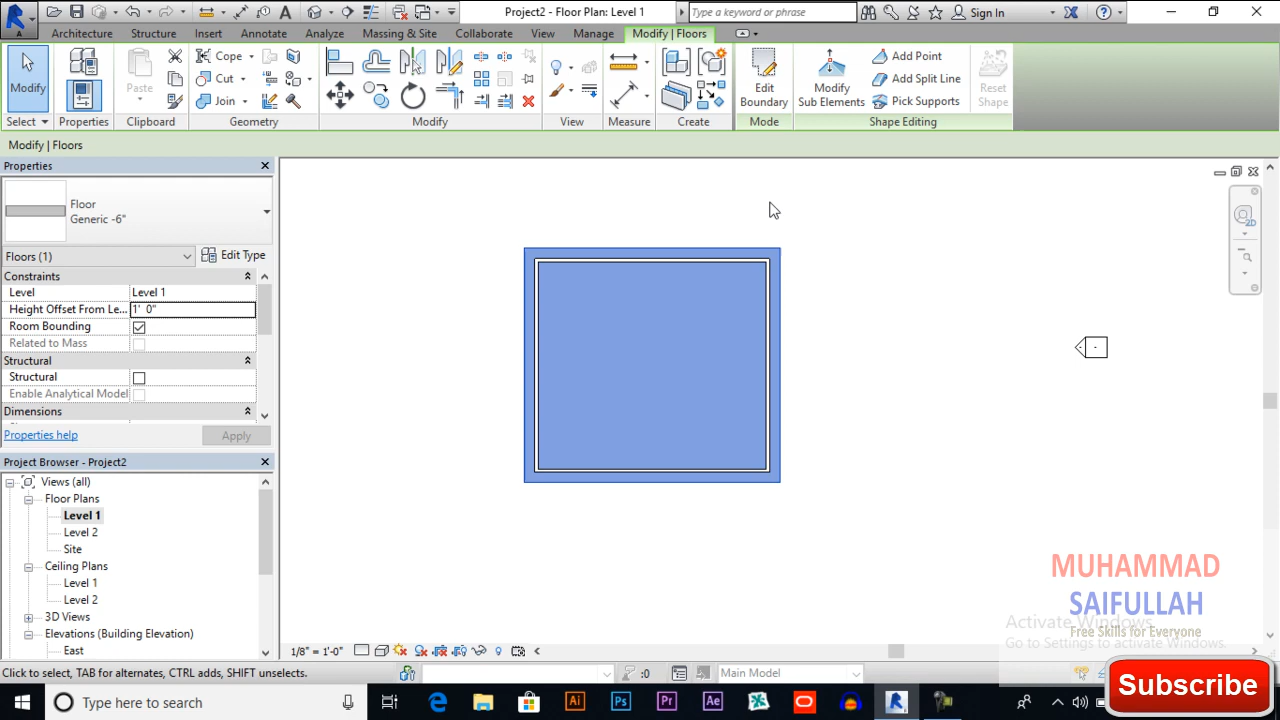 Project2 - Floor Plan: Level 1
Type a keyword or phrase
Sign In
Architecture
Structure
Insert
Annotate
Analyze
Massing & Site
Collaborate
View
Manage
Modify | Floors
Modify
Select
Properties
Paste
Clipboard
Cope
Cut
Join
Geometry
Modify
View
Measure
Create
Edit
Boundary
Mode
Modify
Sub Elements
Add Point
Add Split Line
Pick Supports
Reset
Shape
Shape Editing
Modify | Floors
Properties
Floor
Generic -6"
Floors (1)
Edit Type
Constraints
Level
Level 1
Height Offset From Le...
1' 0"
Room Bounding
Related to Mass
Structural
Structural
Enable Analytical Model
Dimensions
Properties help
Apply
Project Browser - Project2
Views (all)
Floor Plans
Level 1
Level 2
Site
Ceiling Plans
Level 1
Level 2
3D Views
Elevations (Building Elevation)
East
2D
1/8" = 1'-0"
MUHAMMAD
SAIFULLAH
Free Skills for Everyone
Activate Windows
Go to Settings to activate Windows.
Click to select, TAB for alternates, CTRL adds, SHIFT unselects.
:0
Main Model
Subscribe
Type here to search
Ai
Ps
Pr
Ae